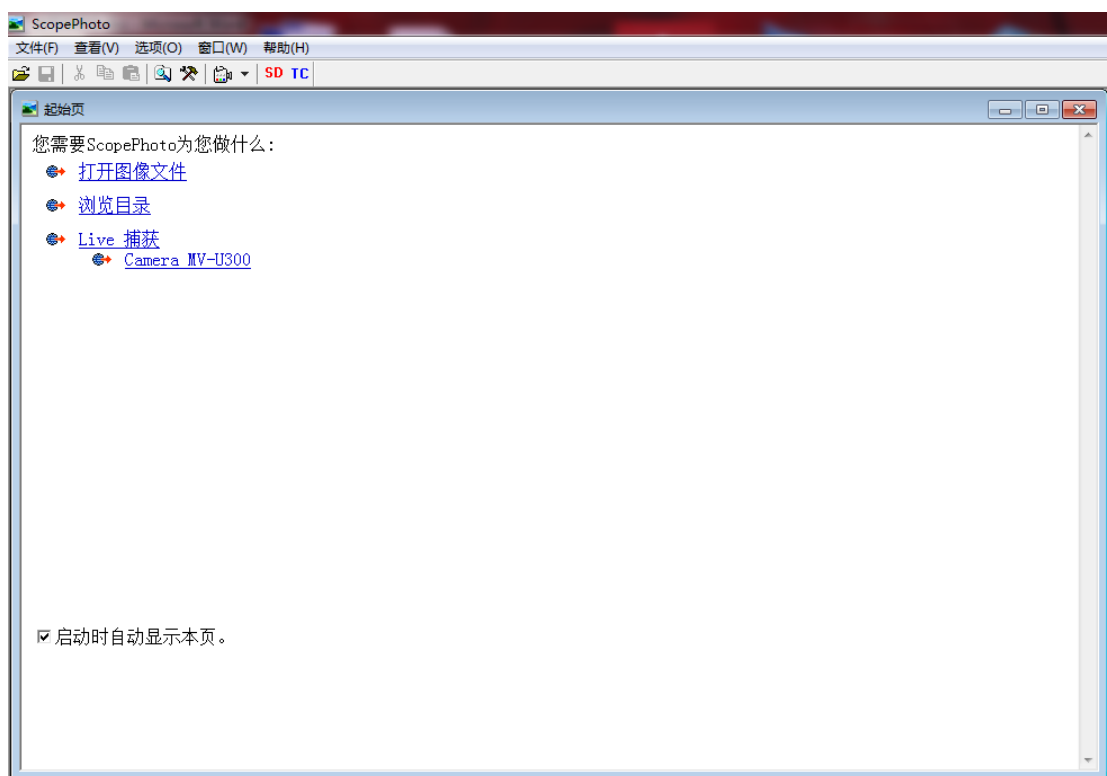 ScopePhoto
文件(F) 查看(V) 选项(O) 窗口(W) 帮助(H)
SD TC
起始页
您需要ScopePhoto为您做什么:
打开图像文件
浏览目录
Live 捕获
Camera MV-U300
启动时自动显示本页。